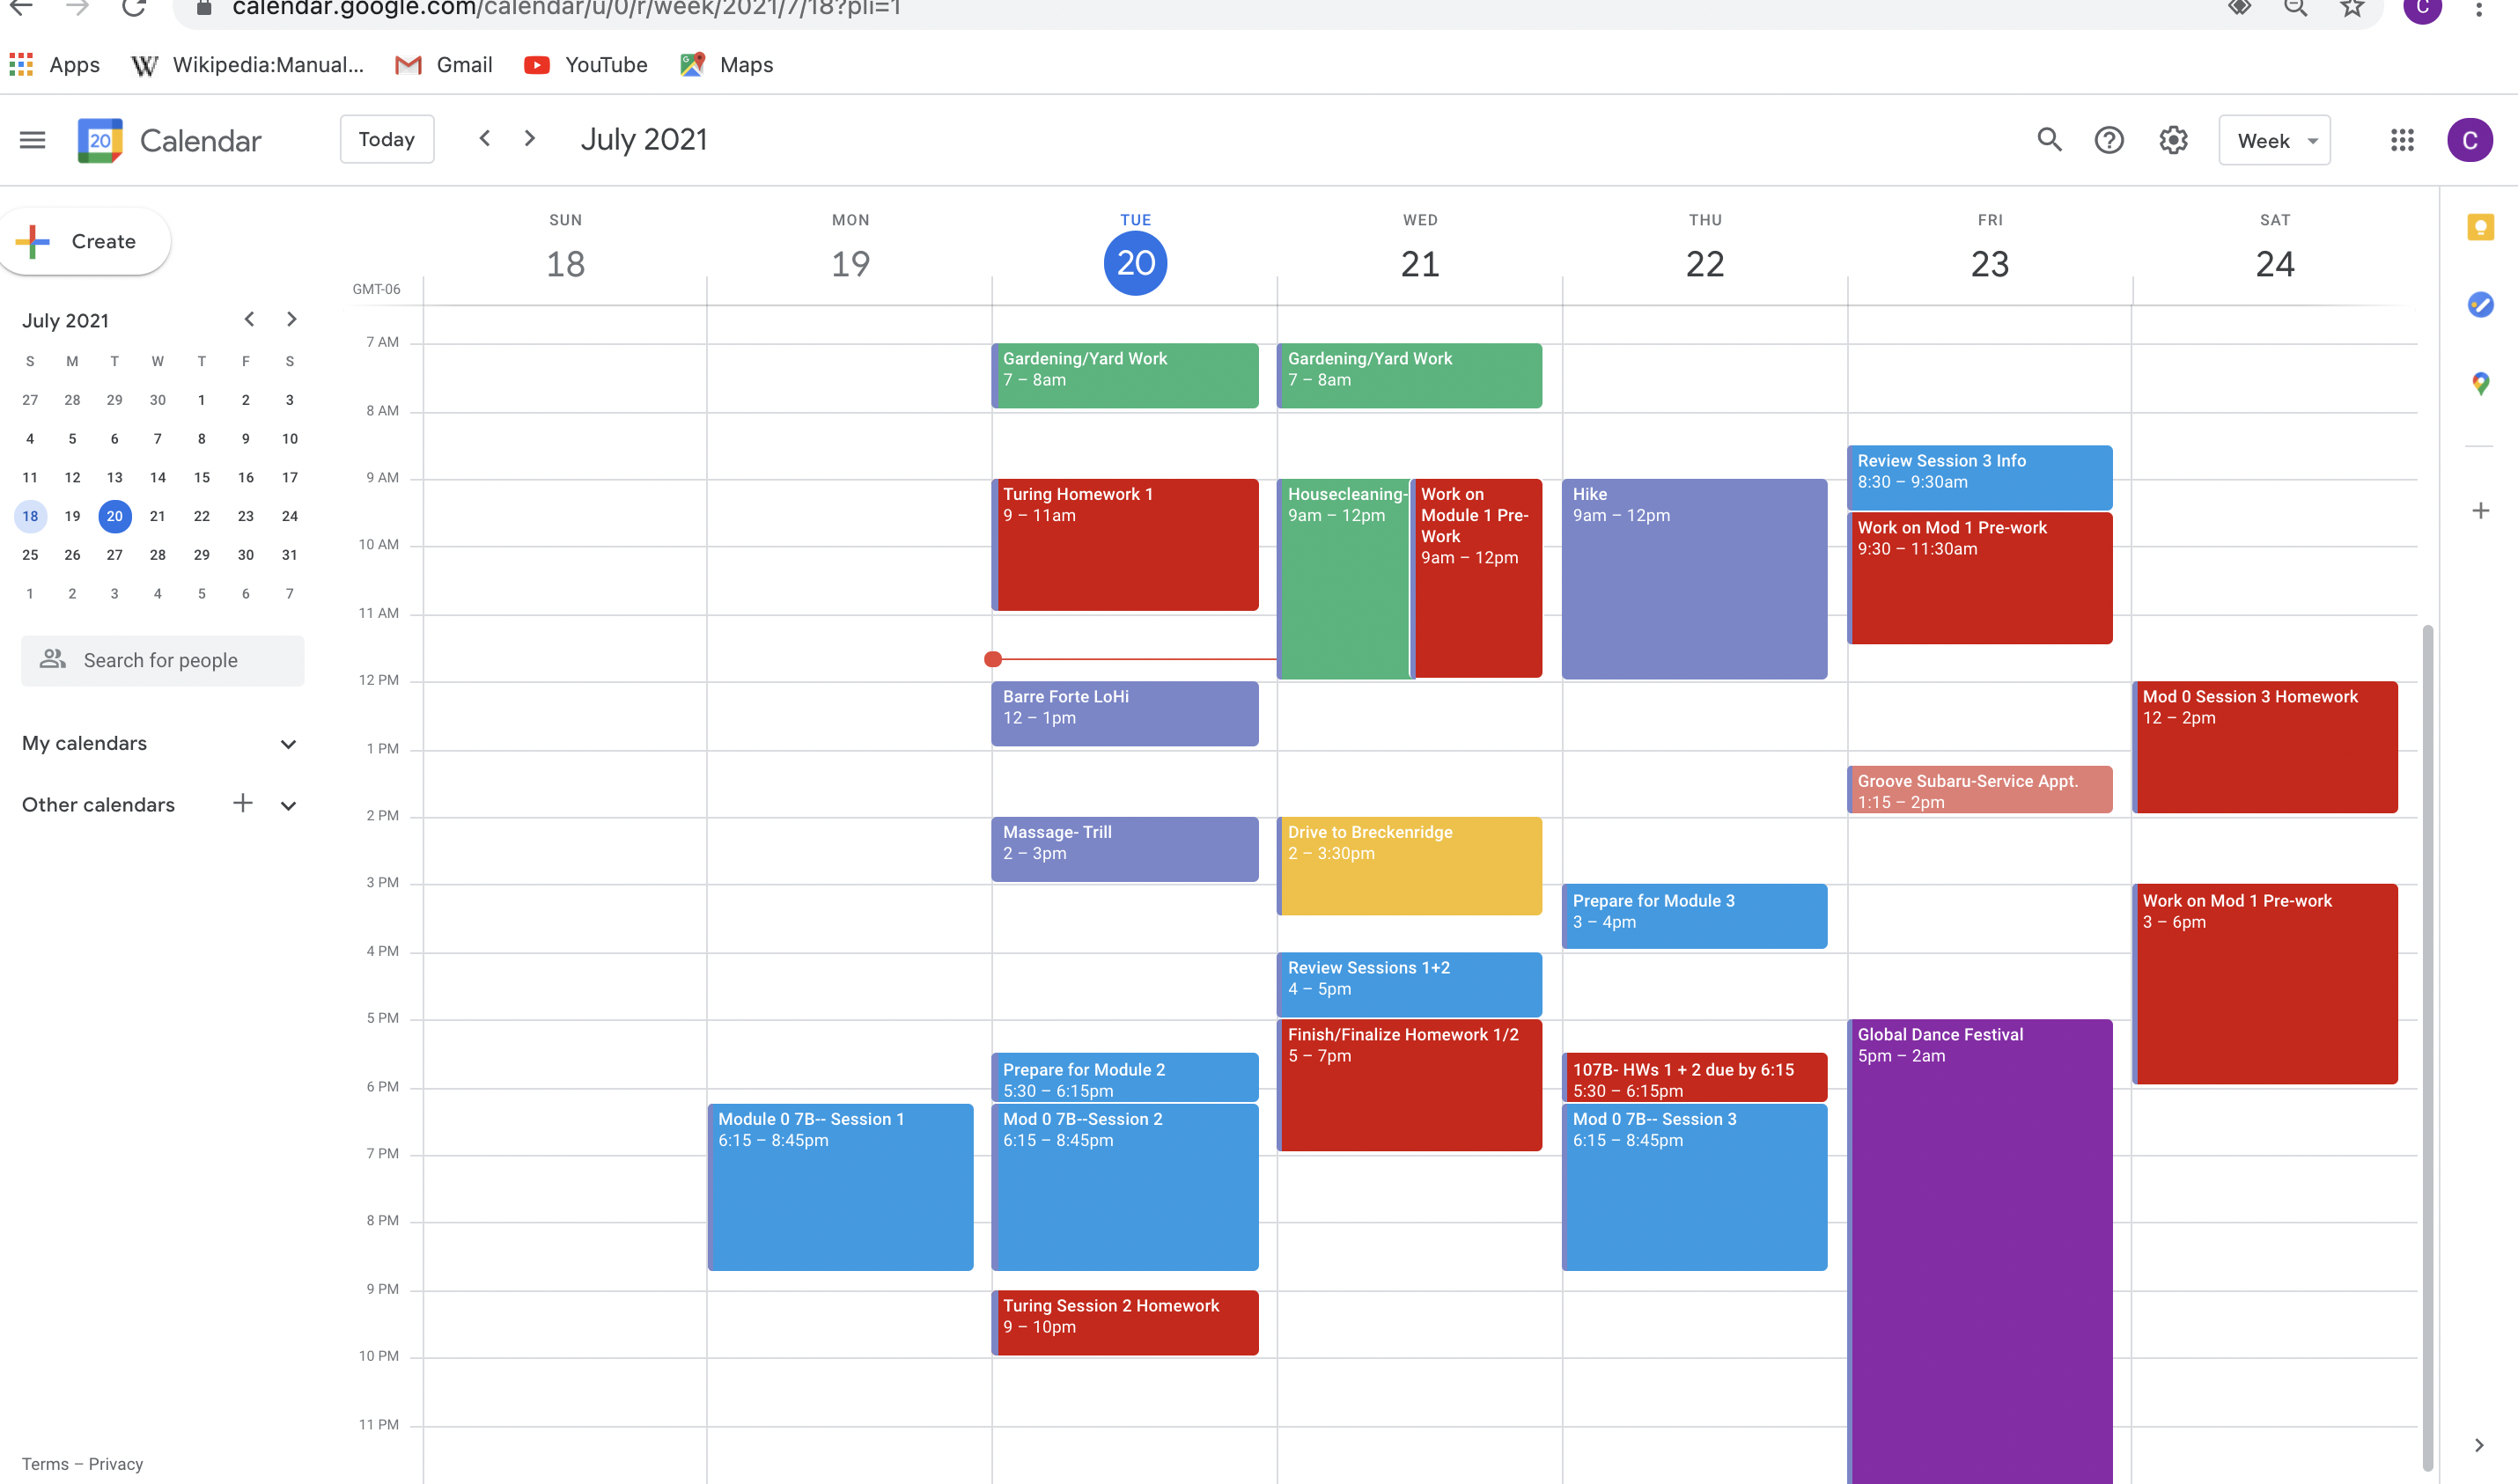 calendar.google.com/calendar/u/0/r/week/2021/7/18?pli=1
C
Apps
Wikipedia:Manual...
Gmail
YouTube
Maps
20
Calendar
Today
July 2021
Week
C
Create
July 2021
S M T W T F S
27 28 29 30 1 2 3
4 5 6 7 8 9 10
11 12 13 14 15 16 17
18 19 20 21 22 23 24
25 26 27 28 29 30 31
1 2 3 4 5 6 7
Search for people
My calendars
Other calendars
Terms – Privacy
SUN MON TUE WED THU FRI SAT
18 19 20 21 22 23 24
GMT-06
7 AM
8 AM
9 AM
10 AM
11 AM
12 PM
1 PM
2 PM
3 PM
4 PM
5 PM
6 PM
7 PM
8 PM
9 PM
10 PM
11 PM
Module 0 7B-- Session 1
6:15 – 8:45pm
Gardening/Yard Work
7 – 8am
Turing Homework 1
9 – 11am
Barre Forte LoHi
12 – 1pm
Massage- Trill
2 – 3pm
Prepare for Module 2
5:30 – 6:15pm
Mod 0 7B--Session 2
6:15 – 8:45pm
Turing Session 2 Homework
9 – 10pm
Gardening/Yard Work
7 – 8am
Housecleaning-
9am – 12pm
Work on
Module 1 Pre-
Work
9am – 12pm
Drive to Breckenridge
2 – 3:30pm
Review Sessions 1+2
4 – 5pm
Finish/Finalize Homework 1/2
5 – 7pm
Hike
9am – 12pm
Prepare for Module 3
3 – 4pm
107B- HWs 1 + 2 due by 6:15
5:30 – 6:15pm
Mod 0 7B-- Session 3
6:15 – 8:45pm
Review Session 3 Info
8:30 – 9:30am
Work on Mod 1 Pre-work
9:30 – 11:30am
Groove Subaru-Service Appt.
1:15 – 2pm
Global Dance Festival
5pm – 2am
Mod 0 Session 3 Homework
12 – 2pm
Work on Mod 1 Pre-work
3 – 6pm